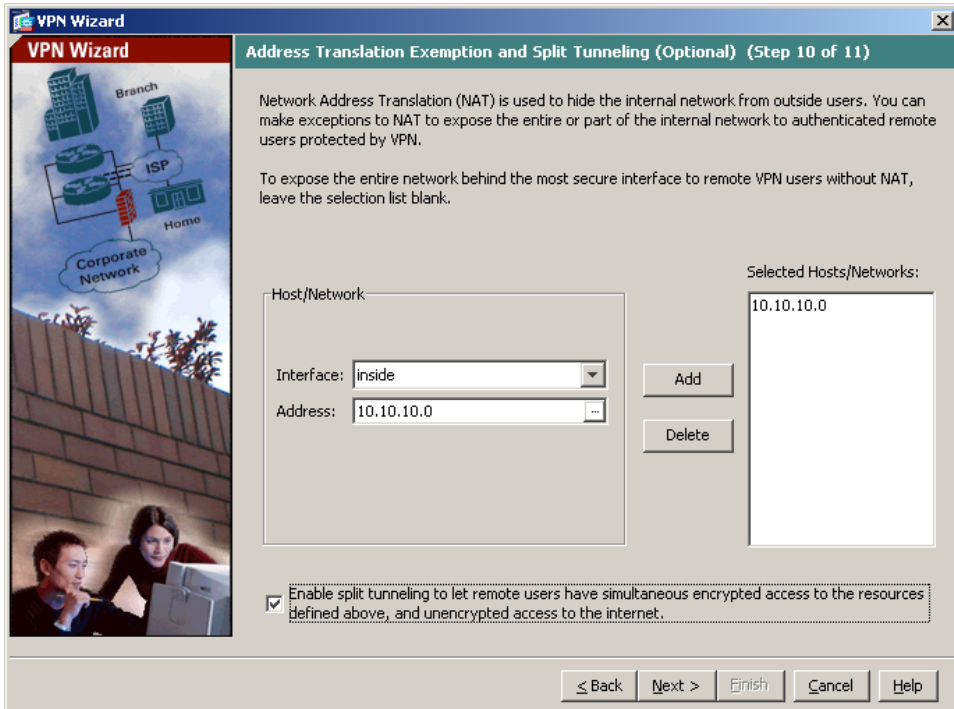 VPN Wizard
VPN Wizard
Branch
ISP
Home
Corporate
Network
Address Translation Exemption and Split Tunneling (Optional) (Step 10 of 11)
Network Address Translation (NAT) is used to hide the internal network from outside users. You can
make exceptions to NAT to expose the entire or part of the internal network to authenticated remote
users protected by VPN.
To expose the entire network behind the most secure interface to remote VPN users without NAT,
leave the selection list blank.
Host/Network
Interface: inside
Address: 10.10.10.0 ...
Add
Delete
Selected Hosts/Networks:
10.10.10.0
Enable split tunneling to let remote users have simultaneous encrypted access to the resources
defined above, and unencrypted access to the internet.
< Back
Next >
Finish
Cancel
Help